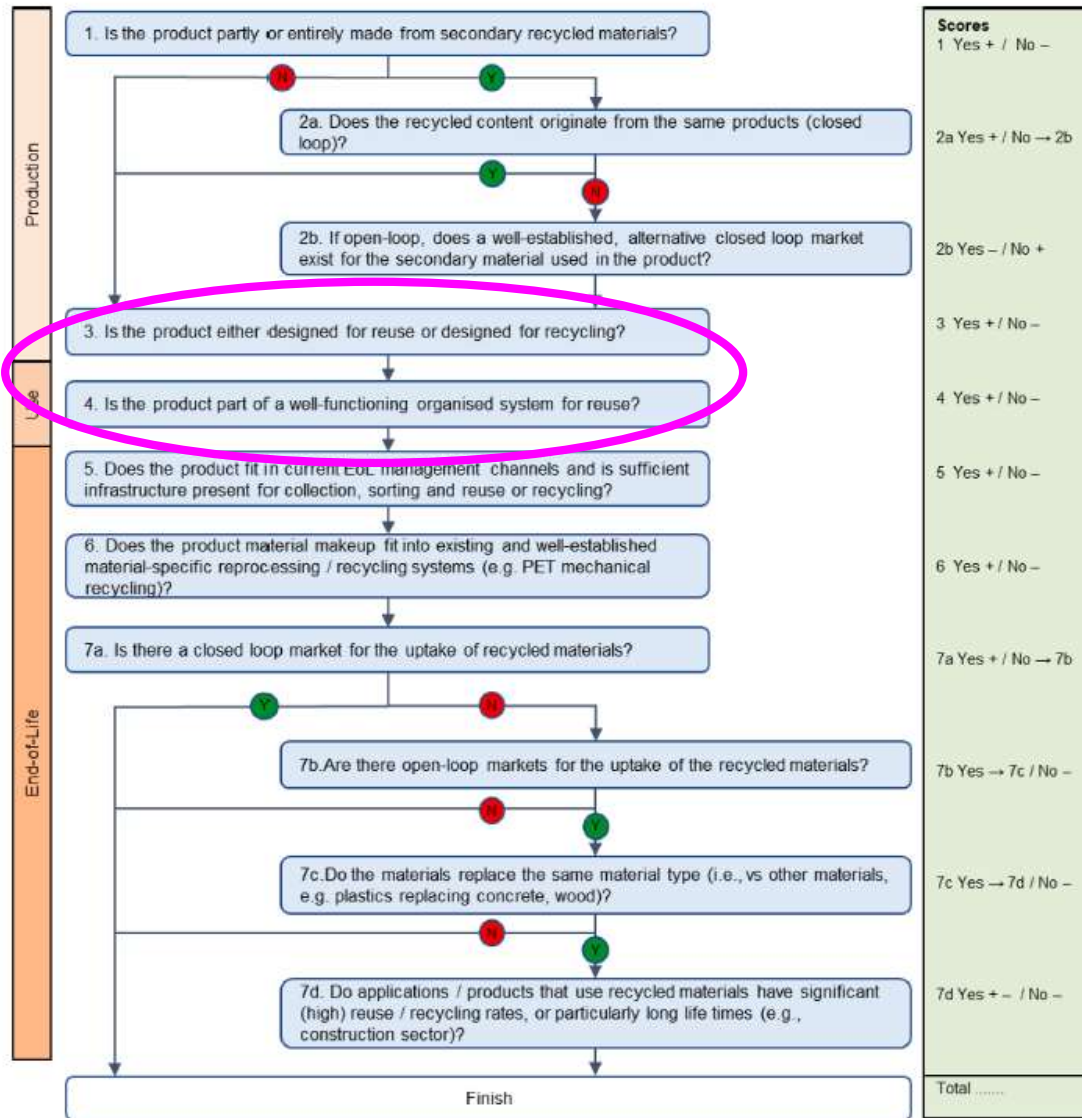 1. Is the product partly or entirely made from secondary recycled materials?
N
Y
2a. Does the recycled content originate from the same products (closed
loop)?
Y
N
2b. If open-loop, does a well-established, alternative closed loop market
exist for the secondary material used in the product?
3. Is the product either designed for reuse or designed for recycling?
4. Is the product part of a well-functioning organised system for reuse?
5. Does the product fit in current EoL management channels and is sufficient
infrastructure present for collection, sorting and reuse or recycling?
6. Does the product material makeup fit into existing and well-established
material-specific reprocessing / recycling systems (e.g. PET mechanical
recycling)?
7a. Is there a closed loop market for the uptake of recycled materials?
Y
N
7b.Are there open-loop markets for the uptake of the recycled materials?
N
Y
7c.Do the materials replace the same material type (i.e., vs other materials,
e.g. plastics replacing concrete, wood)?
N
Y
7d. Do applications / products that use recycled materials have significant
(high) reuse / recycling rates, or particularly long life times (e.g.,
construction sector)?
Finish
Production
Use
End-of-Life
Scores
1 Yes + / No –
2a Yes + / No → 2b
2b Yes – / No +
3 Yes + / No –
4 Yes + / No –
5 Yes + / No –
6 Yes + / No –
7a Yes + / No → 7b
7b Yes → 7c / No –
7c Yes → 7d / No –
7d Yes + – / No –
Total .......